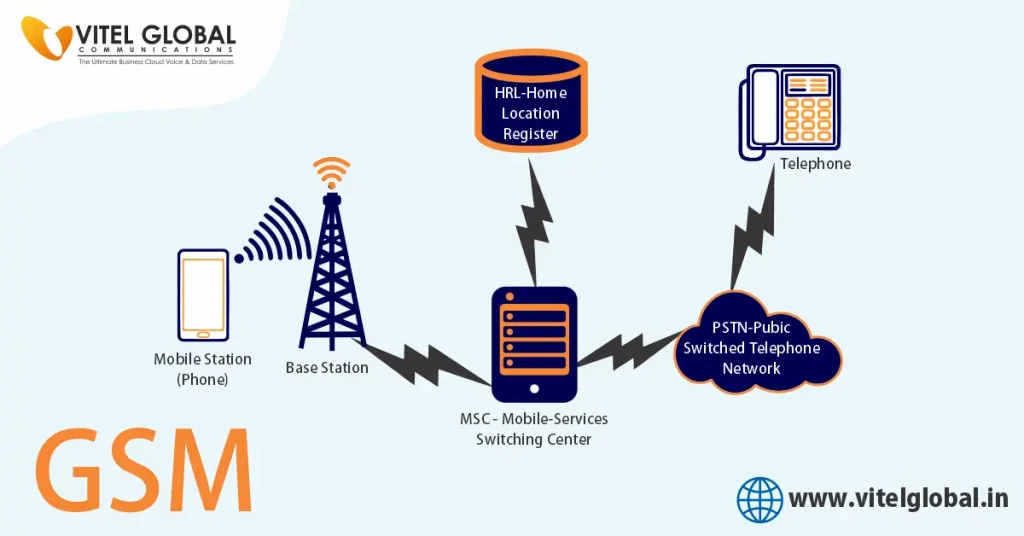 VITEL GLOBAL
COMMUNICATIONS
The Ultimate Business Cloud Voice & Data Services
HRL-Home
Location
Register
Telephone
Mobile Station
(Phone)
Base Station
MSC - Mobile-Services
Switching Center
PSTN-Pubic
Switched Telephone
Network
GSM
www.vitelglobal.in